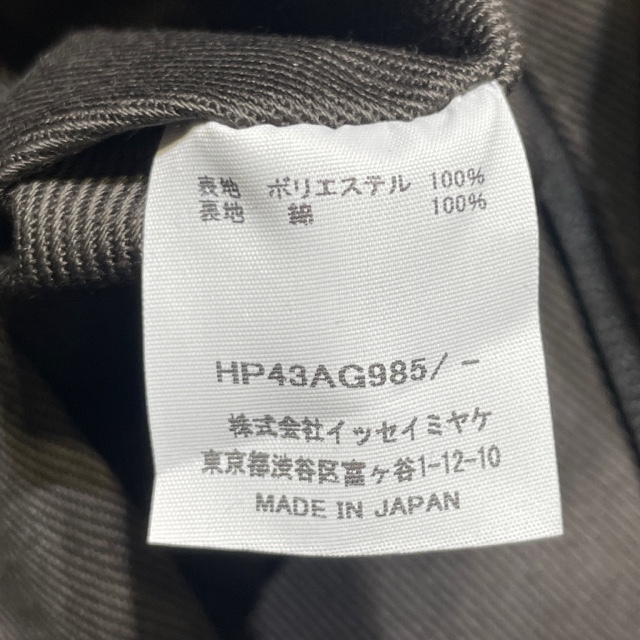 表地 ポリエステル 100%
表地 綿 100%
HP43AG985/ -
株式会社イッセイミヤケ
東京都渋谷区富ヶ谷1-12-10
MADE IN JAPAN